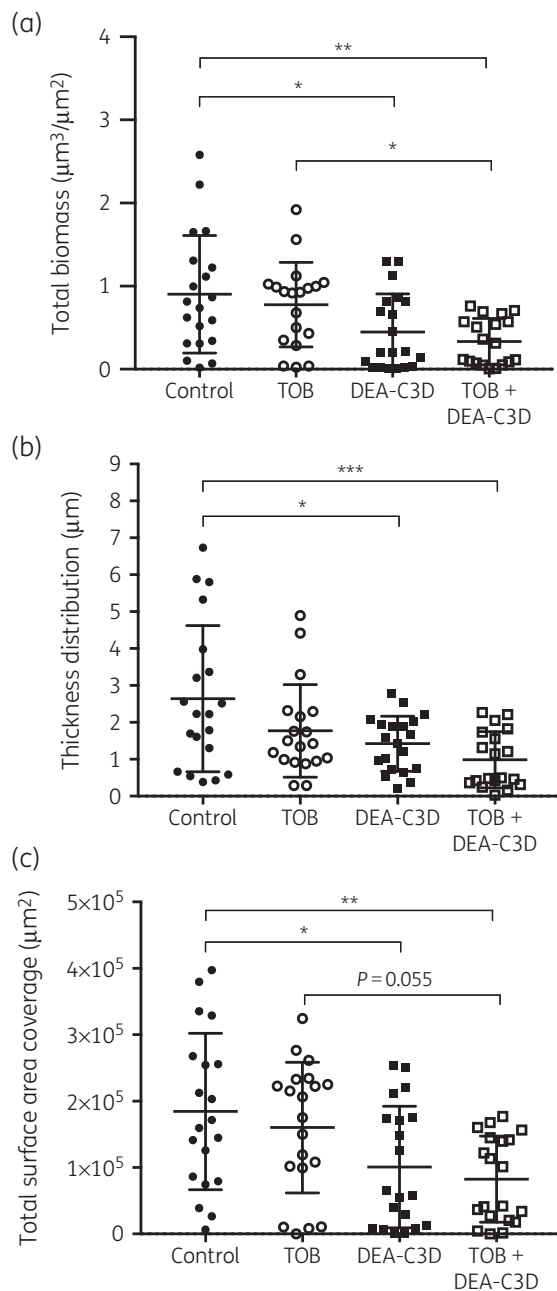 (a)
Total biomass (μm³/μm²)
4
3
2
1
0
**
*
*
Control
TOB
DEA-C3D
TOB +
DEA-C3D
(b)
Thickness distribution (μm)
9
8
7
6
5
4
3
2
1
0
***
*
Control
TOB
DEA-C3D
TOB +
DEA-C3D
(c)
Total surface area coverage (μm²)
5×10⁵
4×10⁵
3×10⁵
2×10⁵
1×10⁵
0
**
*
P = 0.055
Control
TOB
DEA-C3D
TOB +
DEA-C3D